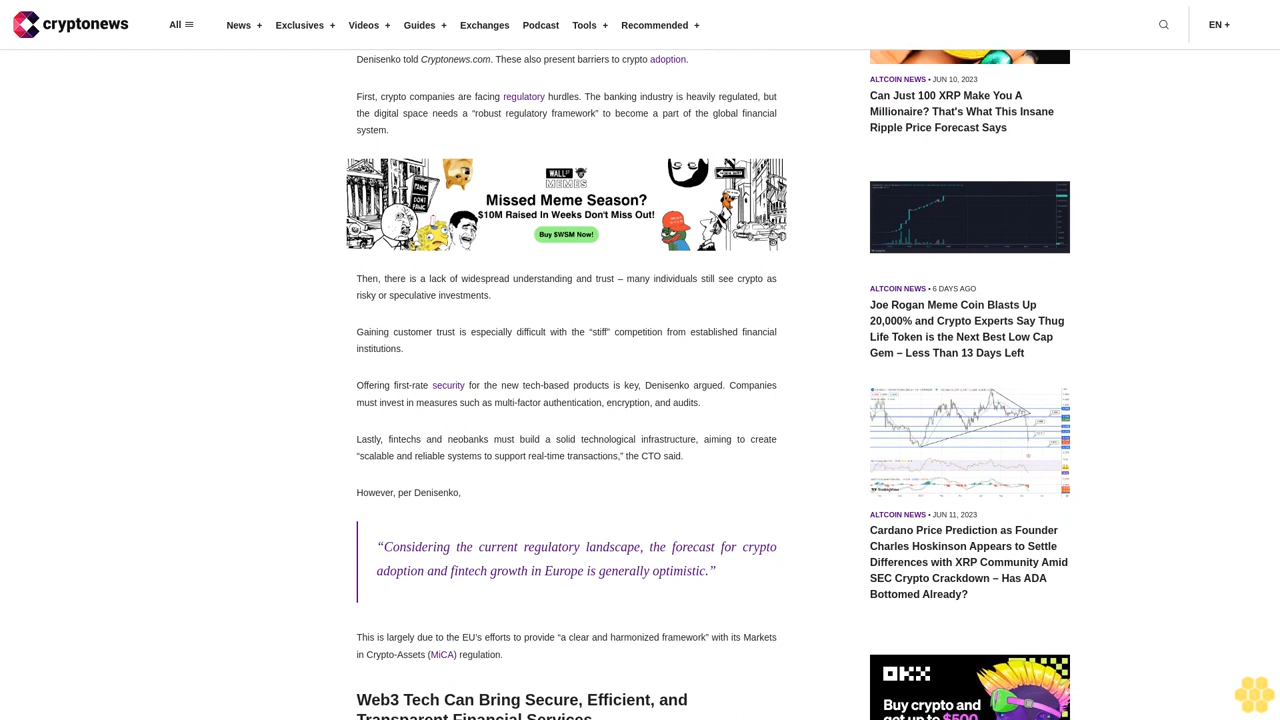 cryptonews
All
News +
Exclusives +
Videos +
Guides +
Exchanges
Podcast
Tools +
Recommended +
EN +
Denisenko told Cryptonews.com. These also present barriers to crypto adoption.
First, crypto companies are facing regulatory hurdles. The banking industry is heavily regulated, but
the digital space needs a “robust regulatory framework” to become a part of the global financial
system.
PANIC
DON'T
PANIC
WALL ST
MEMES
Missed Meme Season?
$10M Raised In Weeks Don't Miss Out!
Buy $WSM Now!
Then, there is a lack of widespread understanding and trust – many individuals still see crypto as
risky or speculative investments.
Gaining customer trust is especially difficult with the “stiff” competition from established financial
institutions.
Offering first-rate security for the new tech-based products is key, Denisenko argued. Companies
must invest in measures such as multi-factor authentication, encryption, and audits.
Lastly, fintechs and neobanks must build a solid technological infrastructure, aiming to create
“scalable and reliable systems to support real-time transactions,” the CTO said.
However, per Denisenko,
“Considering the current regulatory landscape, the forecast for crypto
adoption and fintech growth in Europe is generally optimistic.”
This is largely due to the EU’s efforts to provide “a clear and harmonized framework” with its Markets
in Crypto-Assets (MiCA) regulation.
Web3 Tech Can Bring Secure, Efficient, and
Transparent Financial Services
ALTCOIN NEWS • JUN 10, 2023
Can Just 100 XRP Make You A
Millionaire? That's What This Insane
Ripple Price Forecast Says
ALTCOIN NEWS • 6 DAYS AGO
Joe Rogan Meme Coin Blasts Up
20,000% and Crypto Experts Say Thug
Life Token is the Next Best Low Cap
Gem – Less Than 13 Days Left
ALTCOIN NEWS • JUN 11, 2023
Cardano Price Prediction as Founder
Charles Hoskinson Appears to Settle
Differences with XRP Community Amid
SEC Crypto Crackdown – Has ADA
Bottomed Already?
OKX
Buy crypto and
get up to $500